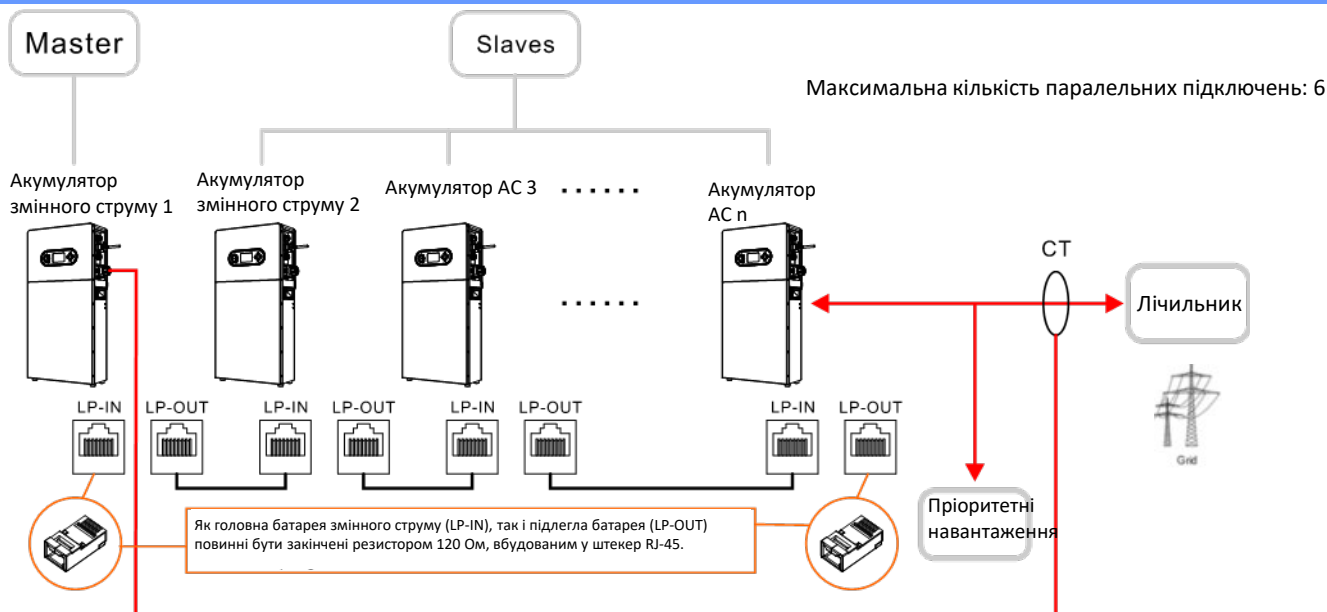 Master
Slaves
Максимальна кількість паралельних підключень: 6
Акумулятор
змінного струму 1
Акумулятор
змінного струму 2
Акумулятор AC 3
......
Акумулятор
AC n
CT
......
Лічильник
Grid
LP-IN
LP-OUT
LP-IN
LP-OUT
LP-IN
LP-OUT
LP-IN
LP-OUT
Пріоритетні
навантаження
Як головна батарея змінного струму (LP-IN), так і підлегла батарея (LP-OUT)
повинні бути закінчені резистором 120 Ом, вбудованим у штекер RJ-45.